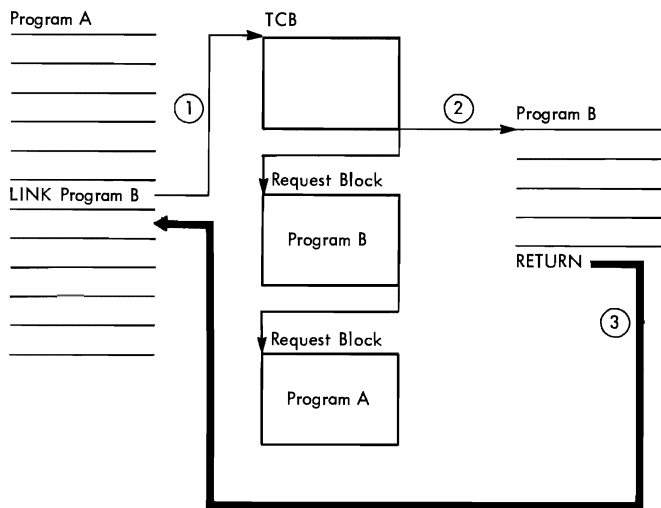 Program A
TCB
1
2
Program B
LINK Program B
Request Block
Program B
RETURN
3
Request Block
Program A